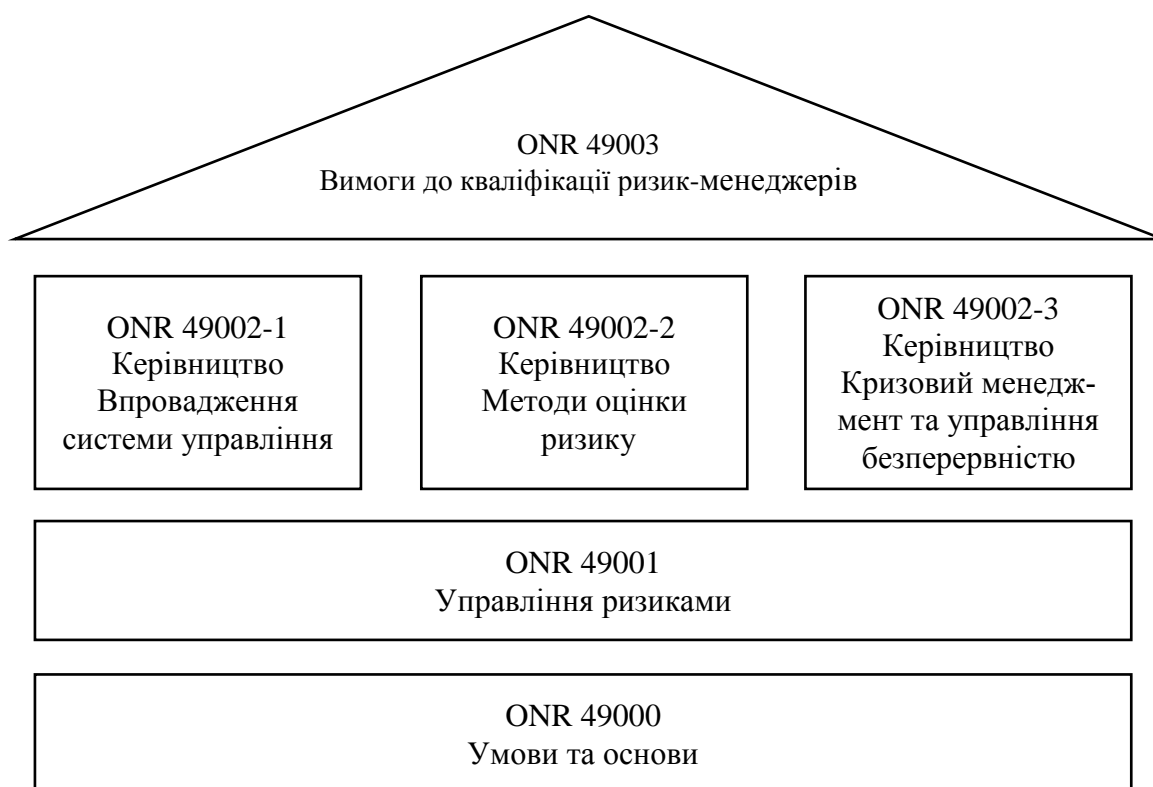 ONR 49003
Вимоги до кваліфікації ризик-менеджерів
ONR 49002-1
Керівництво
Впровадження
системи управління
ONR 49002-2
Керівництво
Методи оцінки
ризику
ONR 49002-3
Керівництво
Кризовий менедж-
мент та управління
безперервністю
ONR 49001
Управління ризиками
ONR 49000
Умови та основи